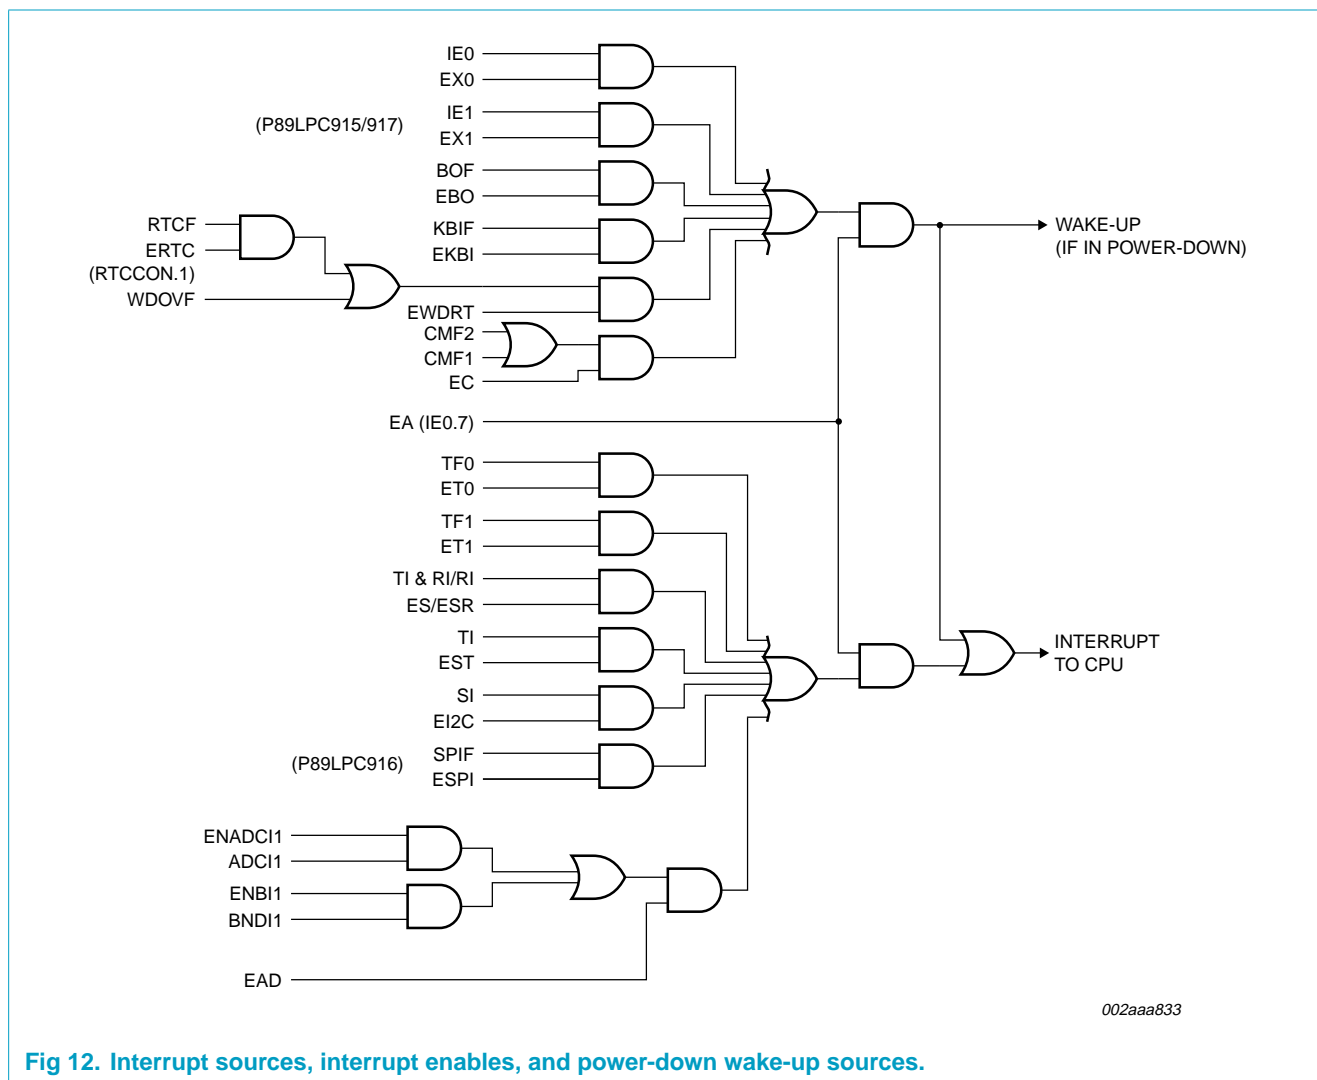 IE0
EX0
(P89LPC915/917)
IE1
EX1
BOF
EBO
RTCF
ERTC
(RTCCON.1)
WDOVF
KBIF
EKBI
EWDRT
CMF2
CMF1
EC
WAKE-UP
(IF IN POWER-DOWN)
EA (IE0.7)
TF0
ET0
TF1
ET1
TI & RI/RI
ES/ESR
TI
EST
SI
EI2C
(P89LPC916)
SPIF
ESPI
INTERRUPT
TO CPU
ENADCI1
ADCI1
ENBI1
BNDI1
EAD
002aaa833
Fig 12. Interrupt sources, interrupt enables, and power-down wake-up sources.